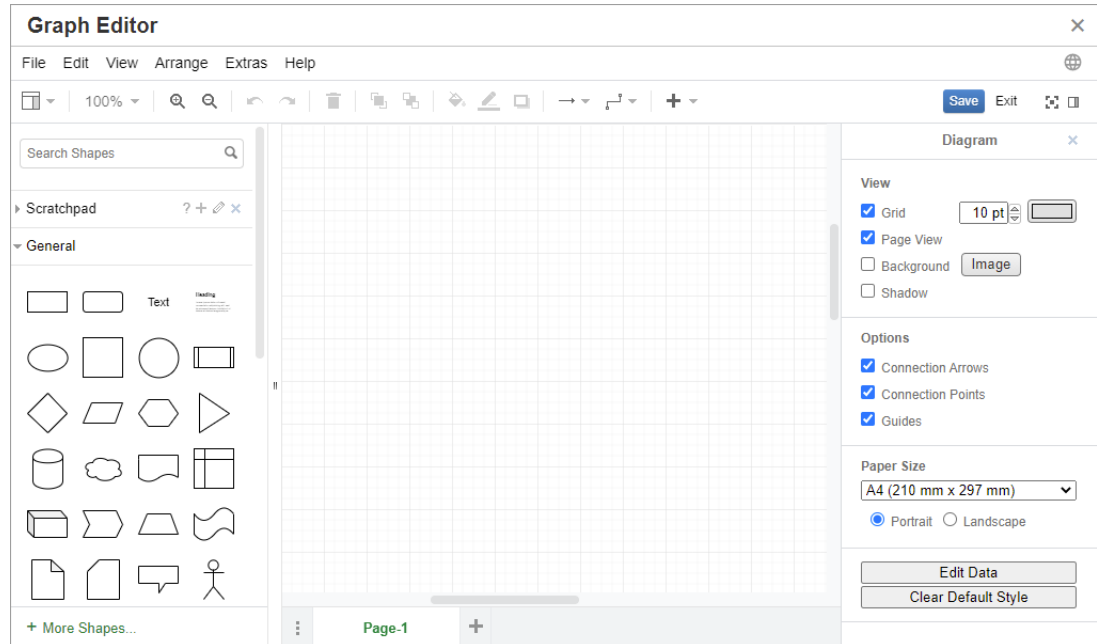 Graph Editor
File Edit View Arrange Extras Help
100%
Save Exit
Search Shapes
Scratchpad ?
General
Text
Heading
+ More Shapes...
Page-1
Diagram
View
Grid 10 pt
Page View
Background Image
Shadow
Options
Connection Arrows
Connection Points
Guides
Paper Size
A4 (210 mm x 297 mm)
Portrait Landscape
Edit Data
Clear Default Style